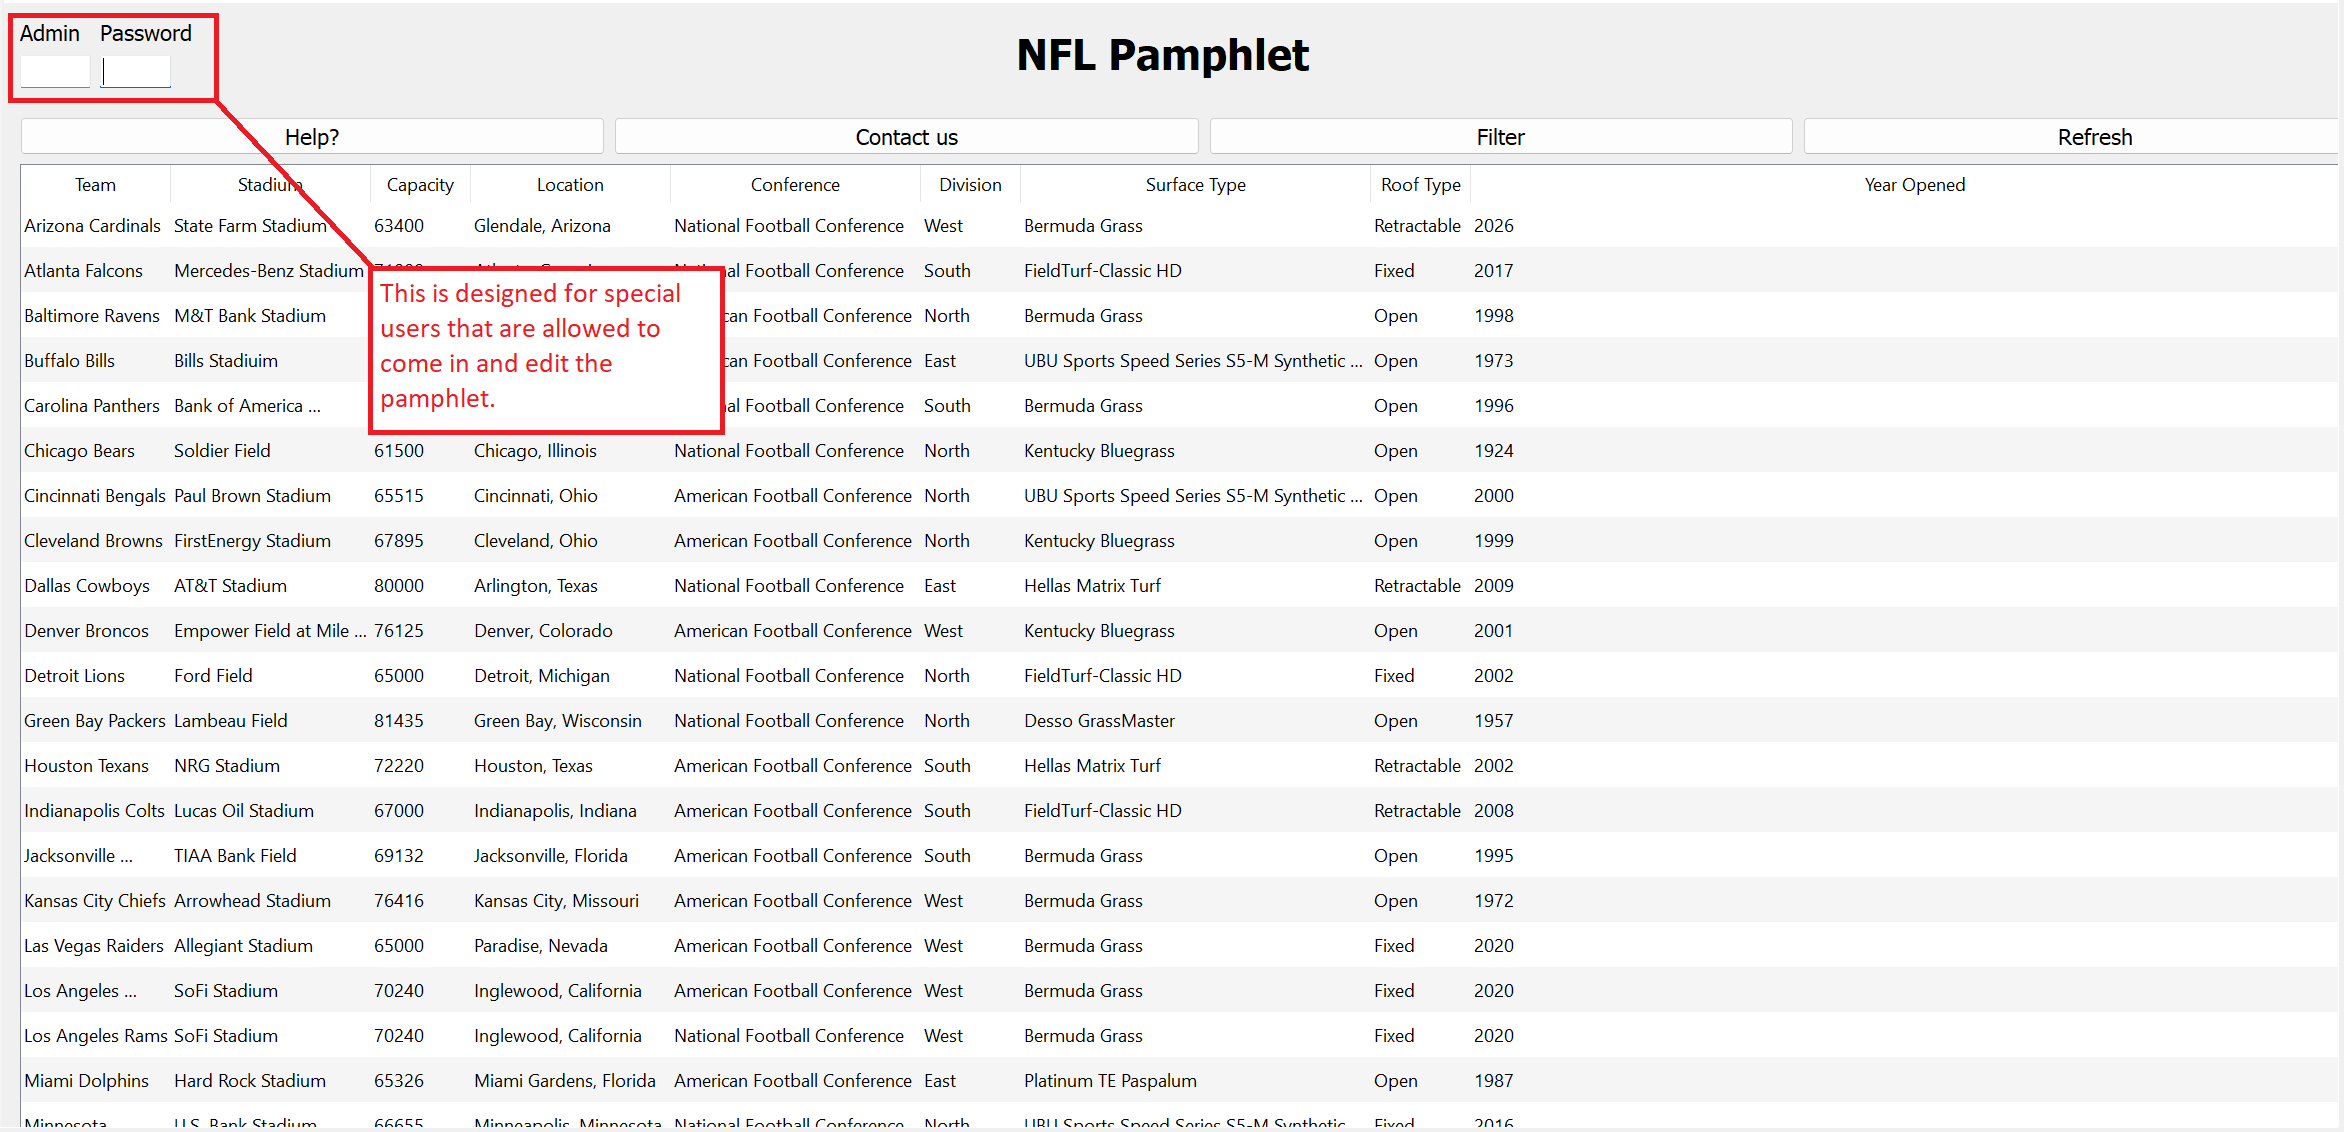 Admin Password
NFL Pamphlet
Help? Contact us Filter Refresh
Team Stadium Capacity Location Conference Division Surface Type Roof Type Year Opened
Arizona Cardinals State Farm Stadium 63400 Glendale, Arizona National Football Conference West Bermuda Grass Retractable 2026
Atlanta Falcons Mercedes-Benz Stadium Football Conference South FieldTurf-Classic HD Fixed 2017
This is designed for special
users that are allowed to
come in and edit the
pamphlet.
Baltimore Ravens M&T Bank Stadium Football Conference North Bermuda Grass Open 1998
Buffalo Bills Bills Stadiuim Football Conference East UBU Sports Speed Series S5-M Synthetic ... Open 1973
Carolina Panthers Bank of America ... Football Conference South Bermuda Grass Open 1996
Chicago Bears Soldier Field 61500 Chicago, Illinois National Football Conference North Kentucky Bluegrass Open 1924
Cincinnati Bengals Paul Brown Stadium 65515 Cincinnati, Ohio American Football Conference North UBU Sports Speed Series S5-M Synthetic ... Open 2000
Cleveland Browns FirstEnergy Stadium 67895 Cleveland, Ohio American Football Conference North Kentucky Bluegrass Open 1999
Dallas Cowboys AT&T Stadium 80000 Arlington, Texas National Football Conference East Hellas Matrix Turf Retractable 2009
Denver Broncos Empower Field at Mile ... 76125 Denver, Colorado American Football Conference West Kentucky Bluegrass Open 2001
Detroit Lions Ford Field 65000 Detroit, Michigan National Football Conference North FieldTurf-Classic HD Fixed 2002
Green Bay Packers Lambeau Field 81435 Green Bay, Wisconsin National Football Conference North Desso GrassMaster Open 1957
Houston Texans NRG Stadium 72220 Houston, Texas American Football Conference South Hellas Matrix Turf Retractable 2002
Indianapolis Colts Lucas Oil Stadium 67000 Indianapolis, Indiana American Football Conference South FieldTurf-Classic HD Retractable 2008
Jacksonville ... TIAA Bank Field 69132 Jacksonville, Florida American Football Conference South Bermuda Grass Open 1995
Kansas City Chiefs Arrowhead Stadium 76416 Kansas City, Missouri American Football Conference West Bermuda Grass Open 1972
Las Vegas Raiders Allegiant Stadium 65000 Paradise, Nevada American Football Conference West Bermuda Grass Fixed 2020
Los Angeles ... SoFi Stadium 70240 Inglewood, California American Football Conference West Bermuda Grass Fixed 2020
Los Angeles Rams SoFi Stadium 70240 Inglewood, California National Football Conference West Bermuda Grass Fixed 2020
Miami Dolphins Hard Rock Stadium 65326 Miami Gardens, Florida American Football Conference East Platinum TE Paspalum Open 1987
Minnesota U.S. Bank Stadium 66655 Minneapolis, Minnesota National Football Conference North UBU Sports Speed Series S5-M Synthetic Fixed 2016